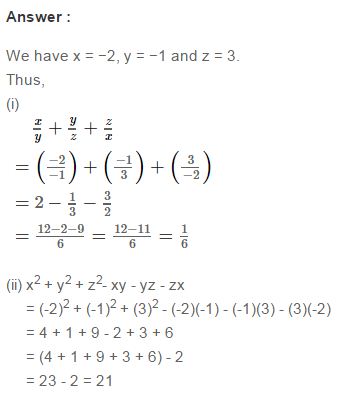 Answer :
We have x = −2, y = −1 and z = 3.
Thus,
(i)
x/y + y/z + z/x
= (−2/−1) + (−1/3) + (3/−2)
= 2 − 1/3 − 3/2
= 12−2−9/6 = 12−11/6 = 1/6
(ii) x² + y² + z²- xy - yz - zx
= (-2)² + (-1)² + (3)² - (-2)(-1) - (-1)(3) - (3)(-2)
= 4 + 1 + 9 - 2 + 3 + 6
= (4 + 1 + 9 + 3 + 6) - 2
= 23 - 2 = 21